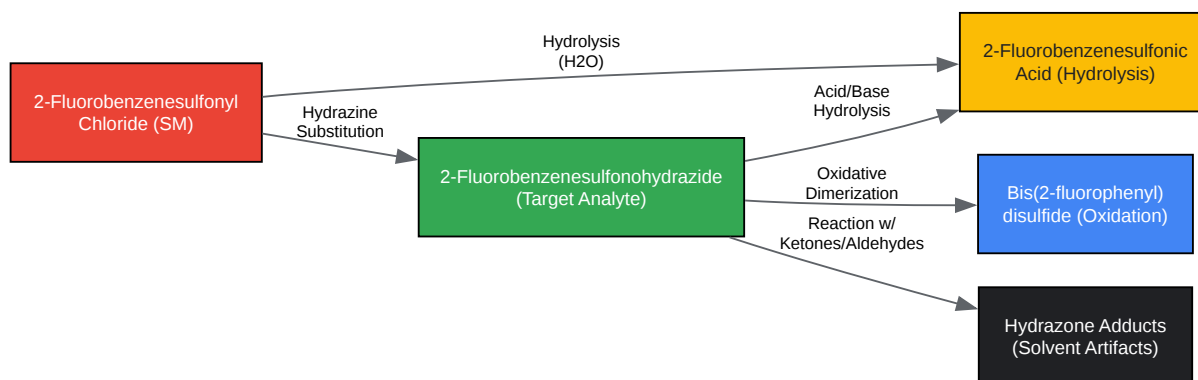 2-Fluorobenzenesulfonyl
Chloride (SM)
Hydrolysis
(H2O)
Hydrazine
Substitution
2-Fluorobenzenesulfonic
Acid (Hydrolysis)
Acid/Base
Hydrolysis
2-Fluorobenzenesulfonohydrazide
(Target Analyte)
Oxidative
Dimerization
Bis(2-fluorophenyl)
disulfide (Oxidation)
Reaction w/
Ketones/Aldehydes
Hydrazone Adducts
(Solvent Artifacts)